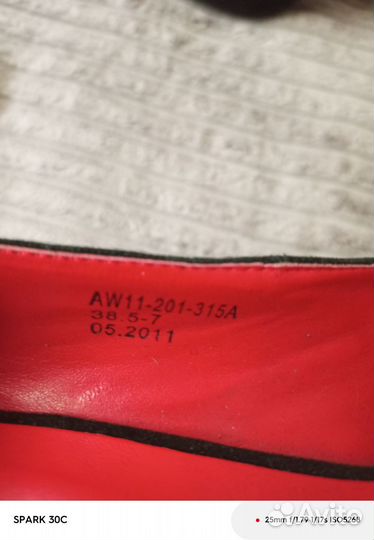 AW11-201-315A
38.5-7
05.2011
SPARK 30C
25mm f/1.79 1/17s ISO5268
Avito